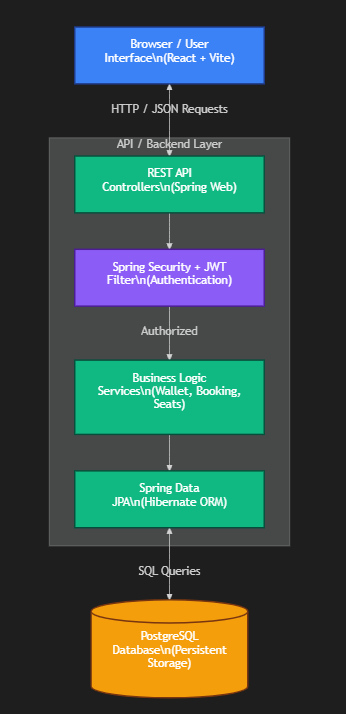 Browser / User
Interface\n(React + Vite)
HTTP / JSON Requests
API / Backend Layer
REST API
Controllers\n(Spring Web)
Spring Security + JWT
Filter\n(Authentication)
Authorized
Business Logic
Services\n(Wallet, Booking,
Seats)
Spring Data
JPA\n(Hibernate ORM)
SQL Queries
PostgreSQL
Database\n(Persistent
Storage)